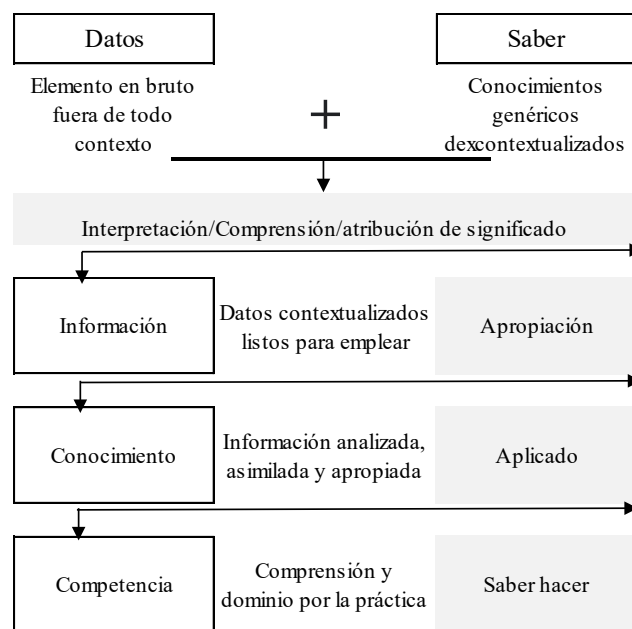 Datos
Saber
Elemento en bruto
fuera de todo
contexto
+
Conocimientos
genéricos
dexcontextualizados
Interpretación/Comprensión/atribución de significado
Información
Datos contextualizados
listos para emplear
Apropiación
Conocimiento
Información analizada,
asimilada y apropiada
Aplicado
Competencia
Comprensión y
dominio por la práctica
Saber hacer